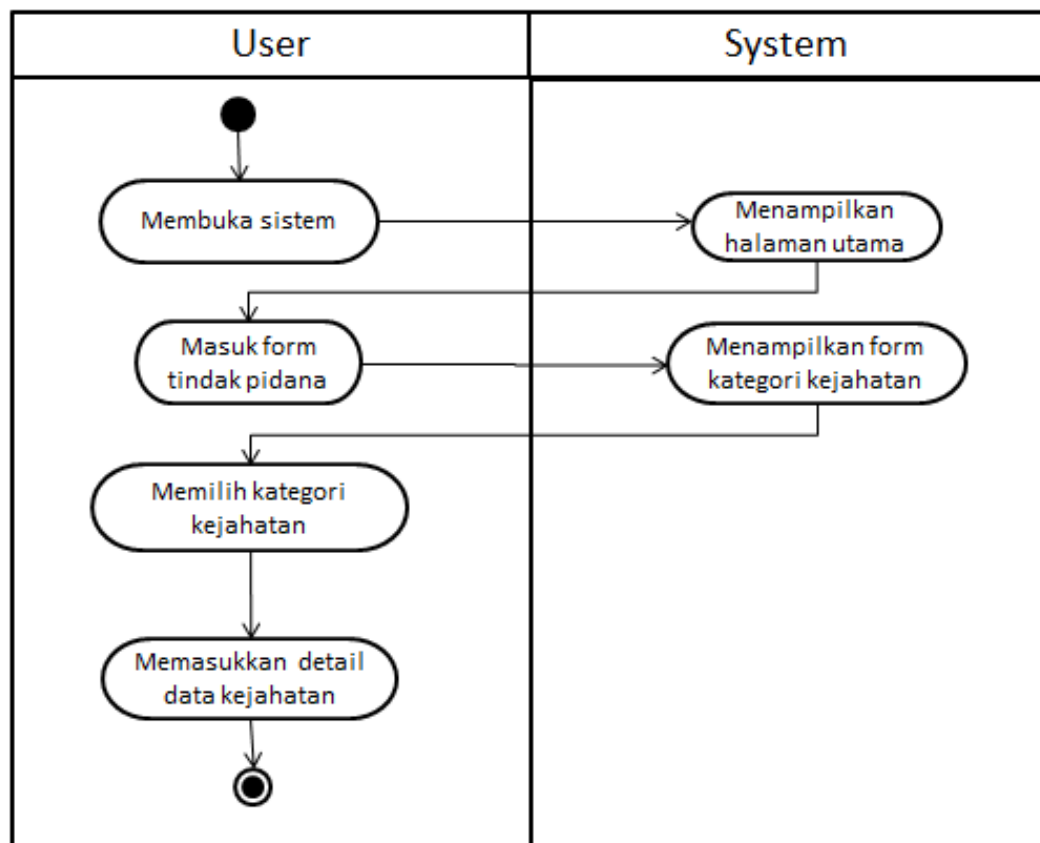 User
System
Membuka sistem
Menampilkan
halaman utama
Masuk form
tindak pidana
Menampilkan form
kategori kejahatan
Memilih kategori
kejahatan
Memasukkan detail
data kejahatan